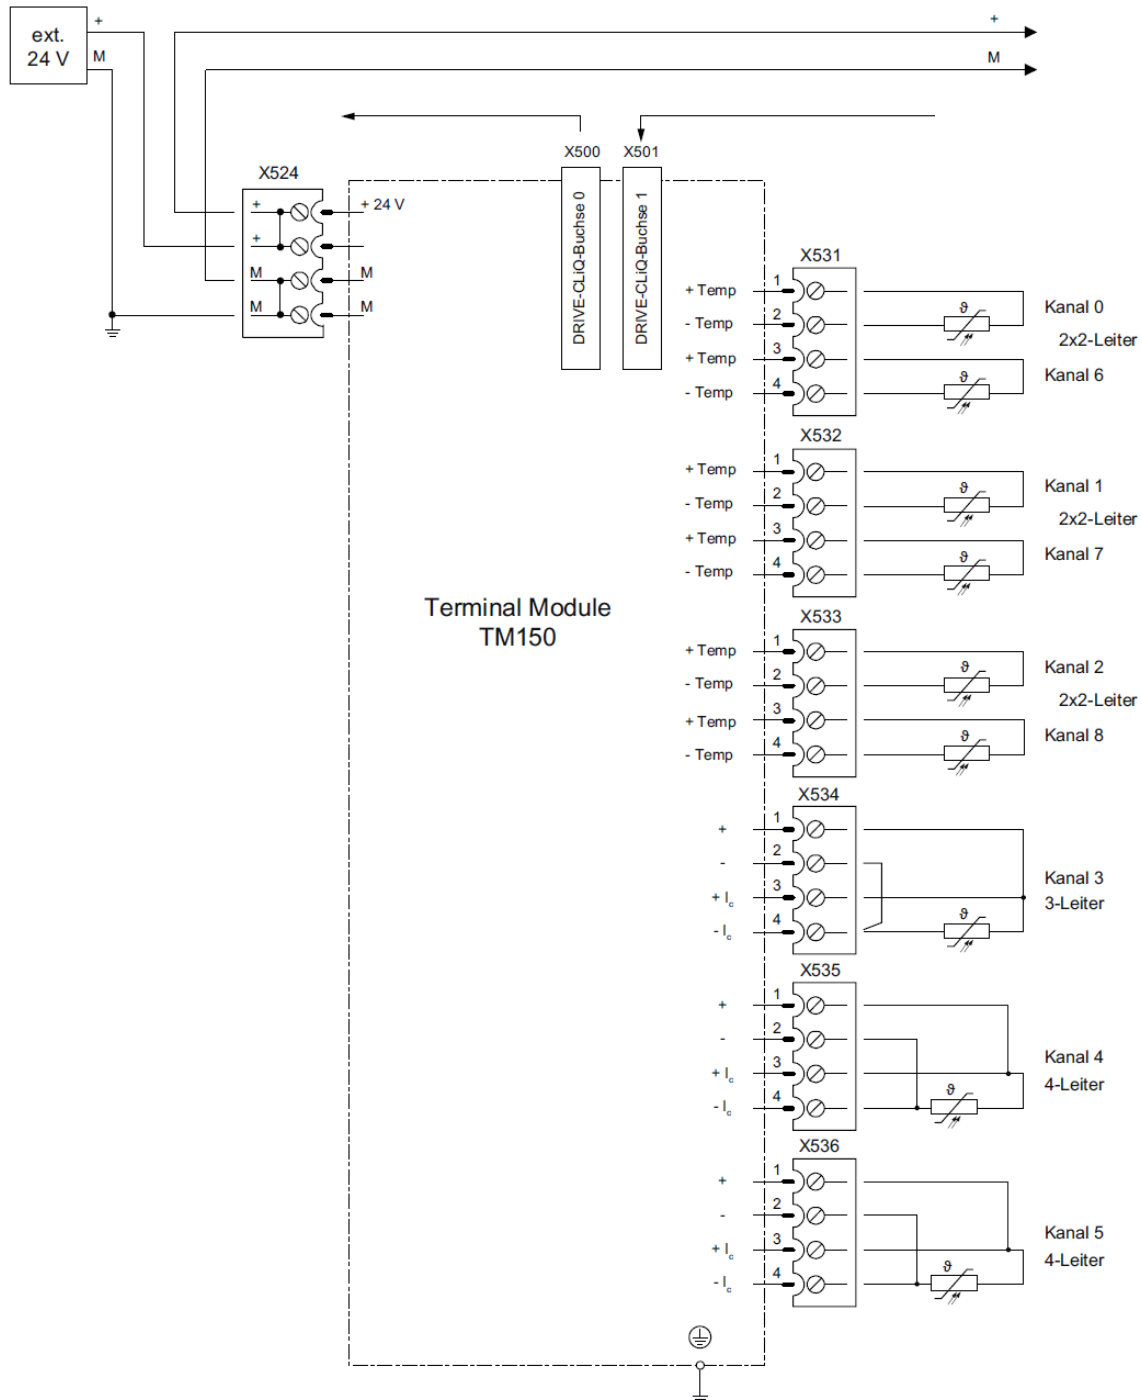 ext.
24 V
+
M
+
M
X500
X501
X524
+
+ 24 V
+
M
M
M
M
DRIVE-CLiQ-Buchse 0
DRIVE-CLiQ-Buchse 1
Terminal Module
TM150
X531
+ Temp 1
- Temp 2
+ Temp 3
- Temp 4
ϑ
Kanal 0
2x2-Leiter
ϑ
Kanal 6
X532
+ Temp 1
- Temp 2
+ Temp 3
- Temp 4
ϑ
Kanal 1
2x2-Leiter
ϑ
Kanal 7
X533
+ Temp 1
- Temp 2
+ Temp 3
- Temp 4
ϑ
Kanal 2
2x2-Leiter
ϑ
Kanal 8
X534
+ 1
- 2
+ Ic 3
- Ic 4
ϑ
Kanal 3
3-Leiter
X535
+ 1
- 2
+ Ic 3
- Ic 4
ϑ
Kanal 4
4-Leiter
X536
+ 1
- 2
+ Ic 3
- Ic 4
ϑ
Kanal 5
4-Leiter